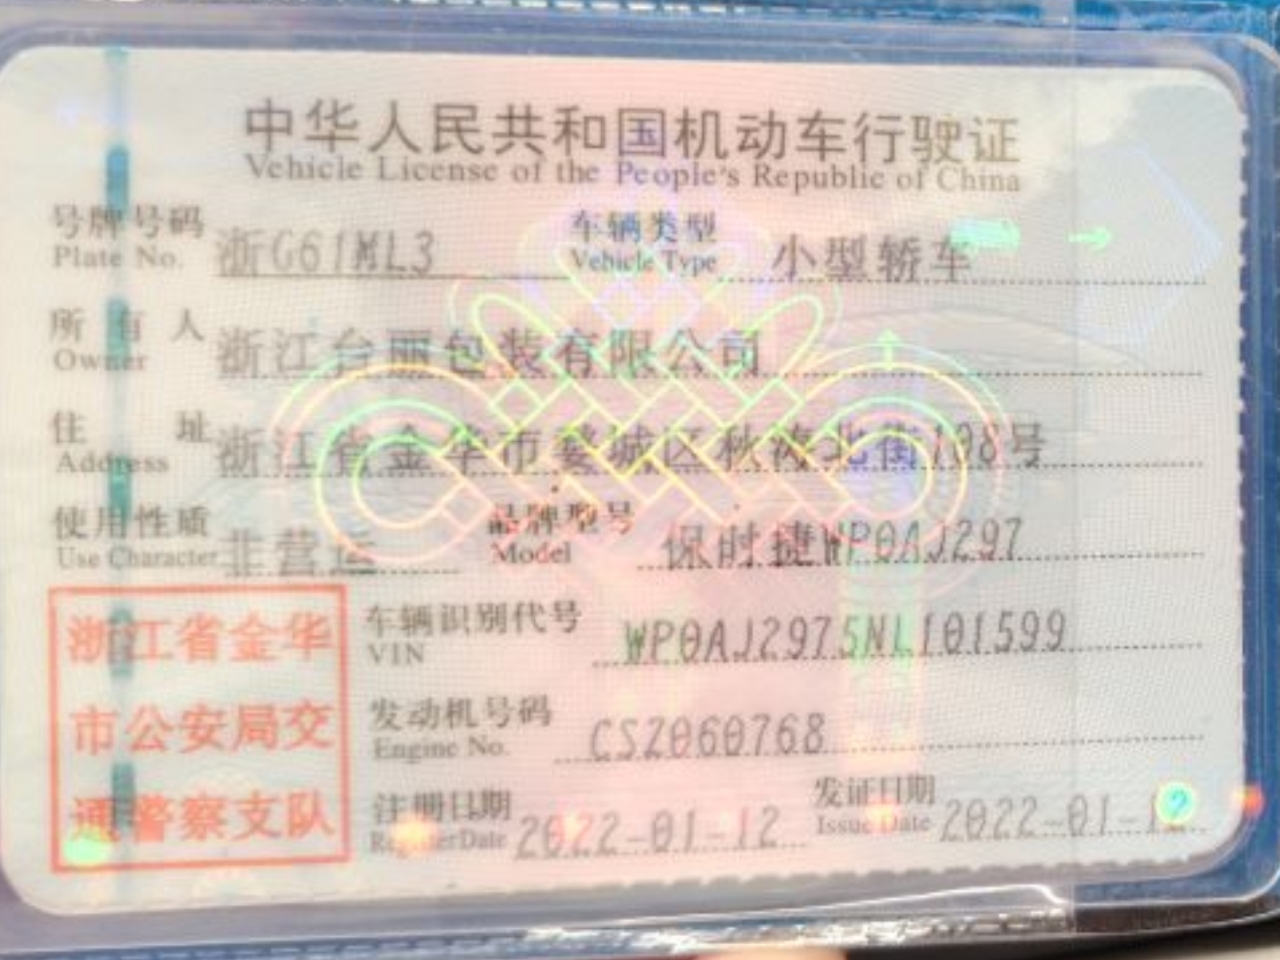 中华人民共和国机动车行驶证
Vehicle License of the People's Republic of China
号牌号码 浙G61ML3 车辆类型 小型轿车
Plate No. Vehicle Type
所有人 浙江台丽包装有限公司
Owner
住址 浙江省金华市婺城区秋涛北街108号
Address
使用性质 非营运 品牌型号 保时捷WP0AJ297
Use Character Model
浙江省金华
市公安局交
通警察支队
车辆识别代号 WP0AJ2975NL101599
VIN
发动机号码 CSZ060768
Engine No.
注册日期 2022-01-12 发证日期 2022-01-12
Register Date Issue Date